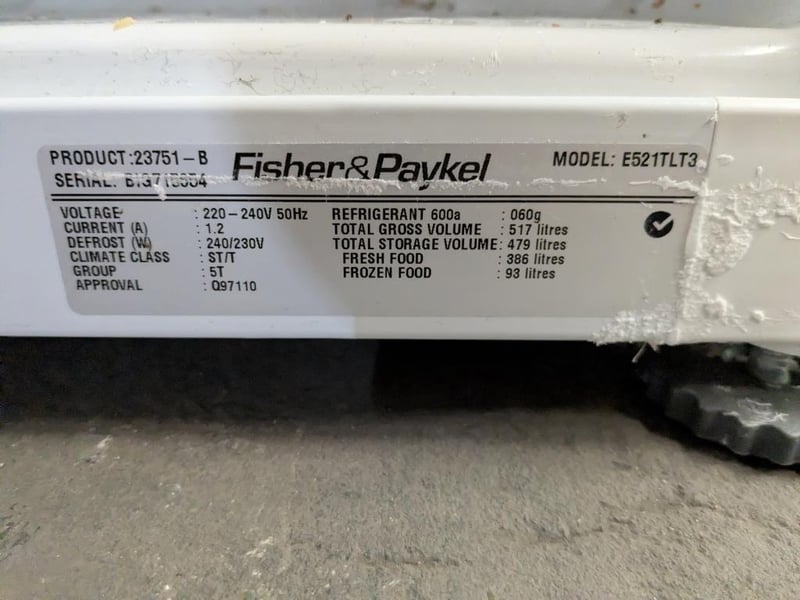 PRODUCT:23751-B
Fisher&Paykel
MODEL: E521TLT3
SERIAL:
VOLTAGE : 220-240V 50Hz
CURRENT (A) : 1.2
DEFROST (W) : 240/230V
CLIMATE CLASS : ST/T
GROUP : 5T
APPROVAL : Q97110
REFRIGERANT 600a : 060g
TOTAL GROSS VOLUME : 517 litres
TOTAL STORAGE VOLUME: 479 litres
FRESH FOOD : 386 litres
FROZEN FOOD : 93 litres